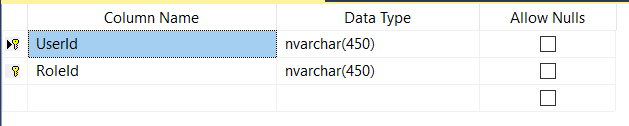 Column Name Data Type Allow Nulls
UserId nvarchar(450)
RoleId nvarchar(450)